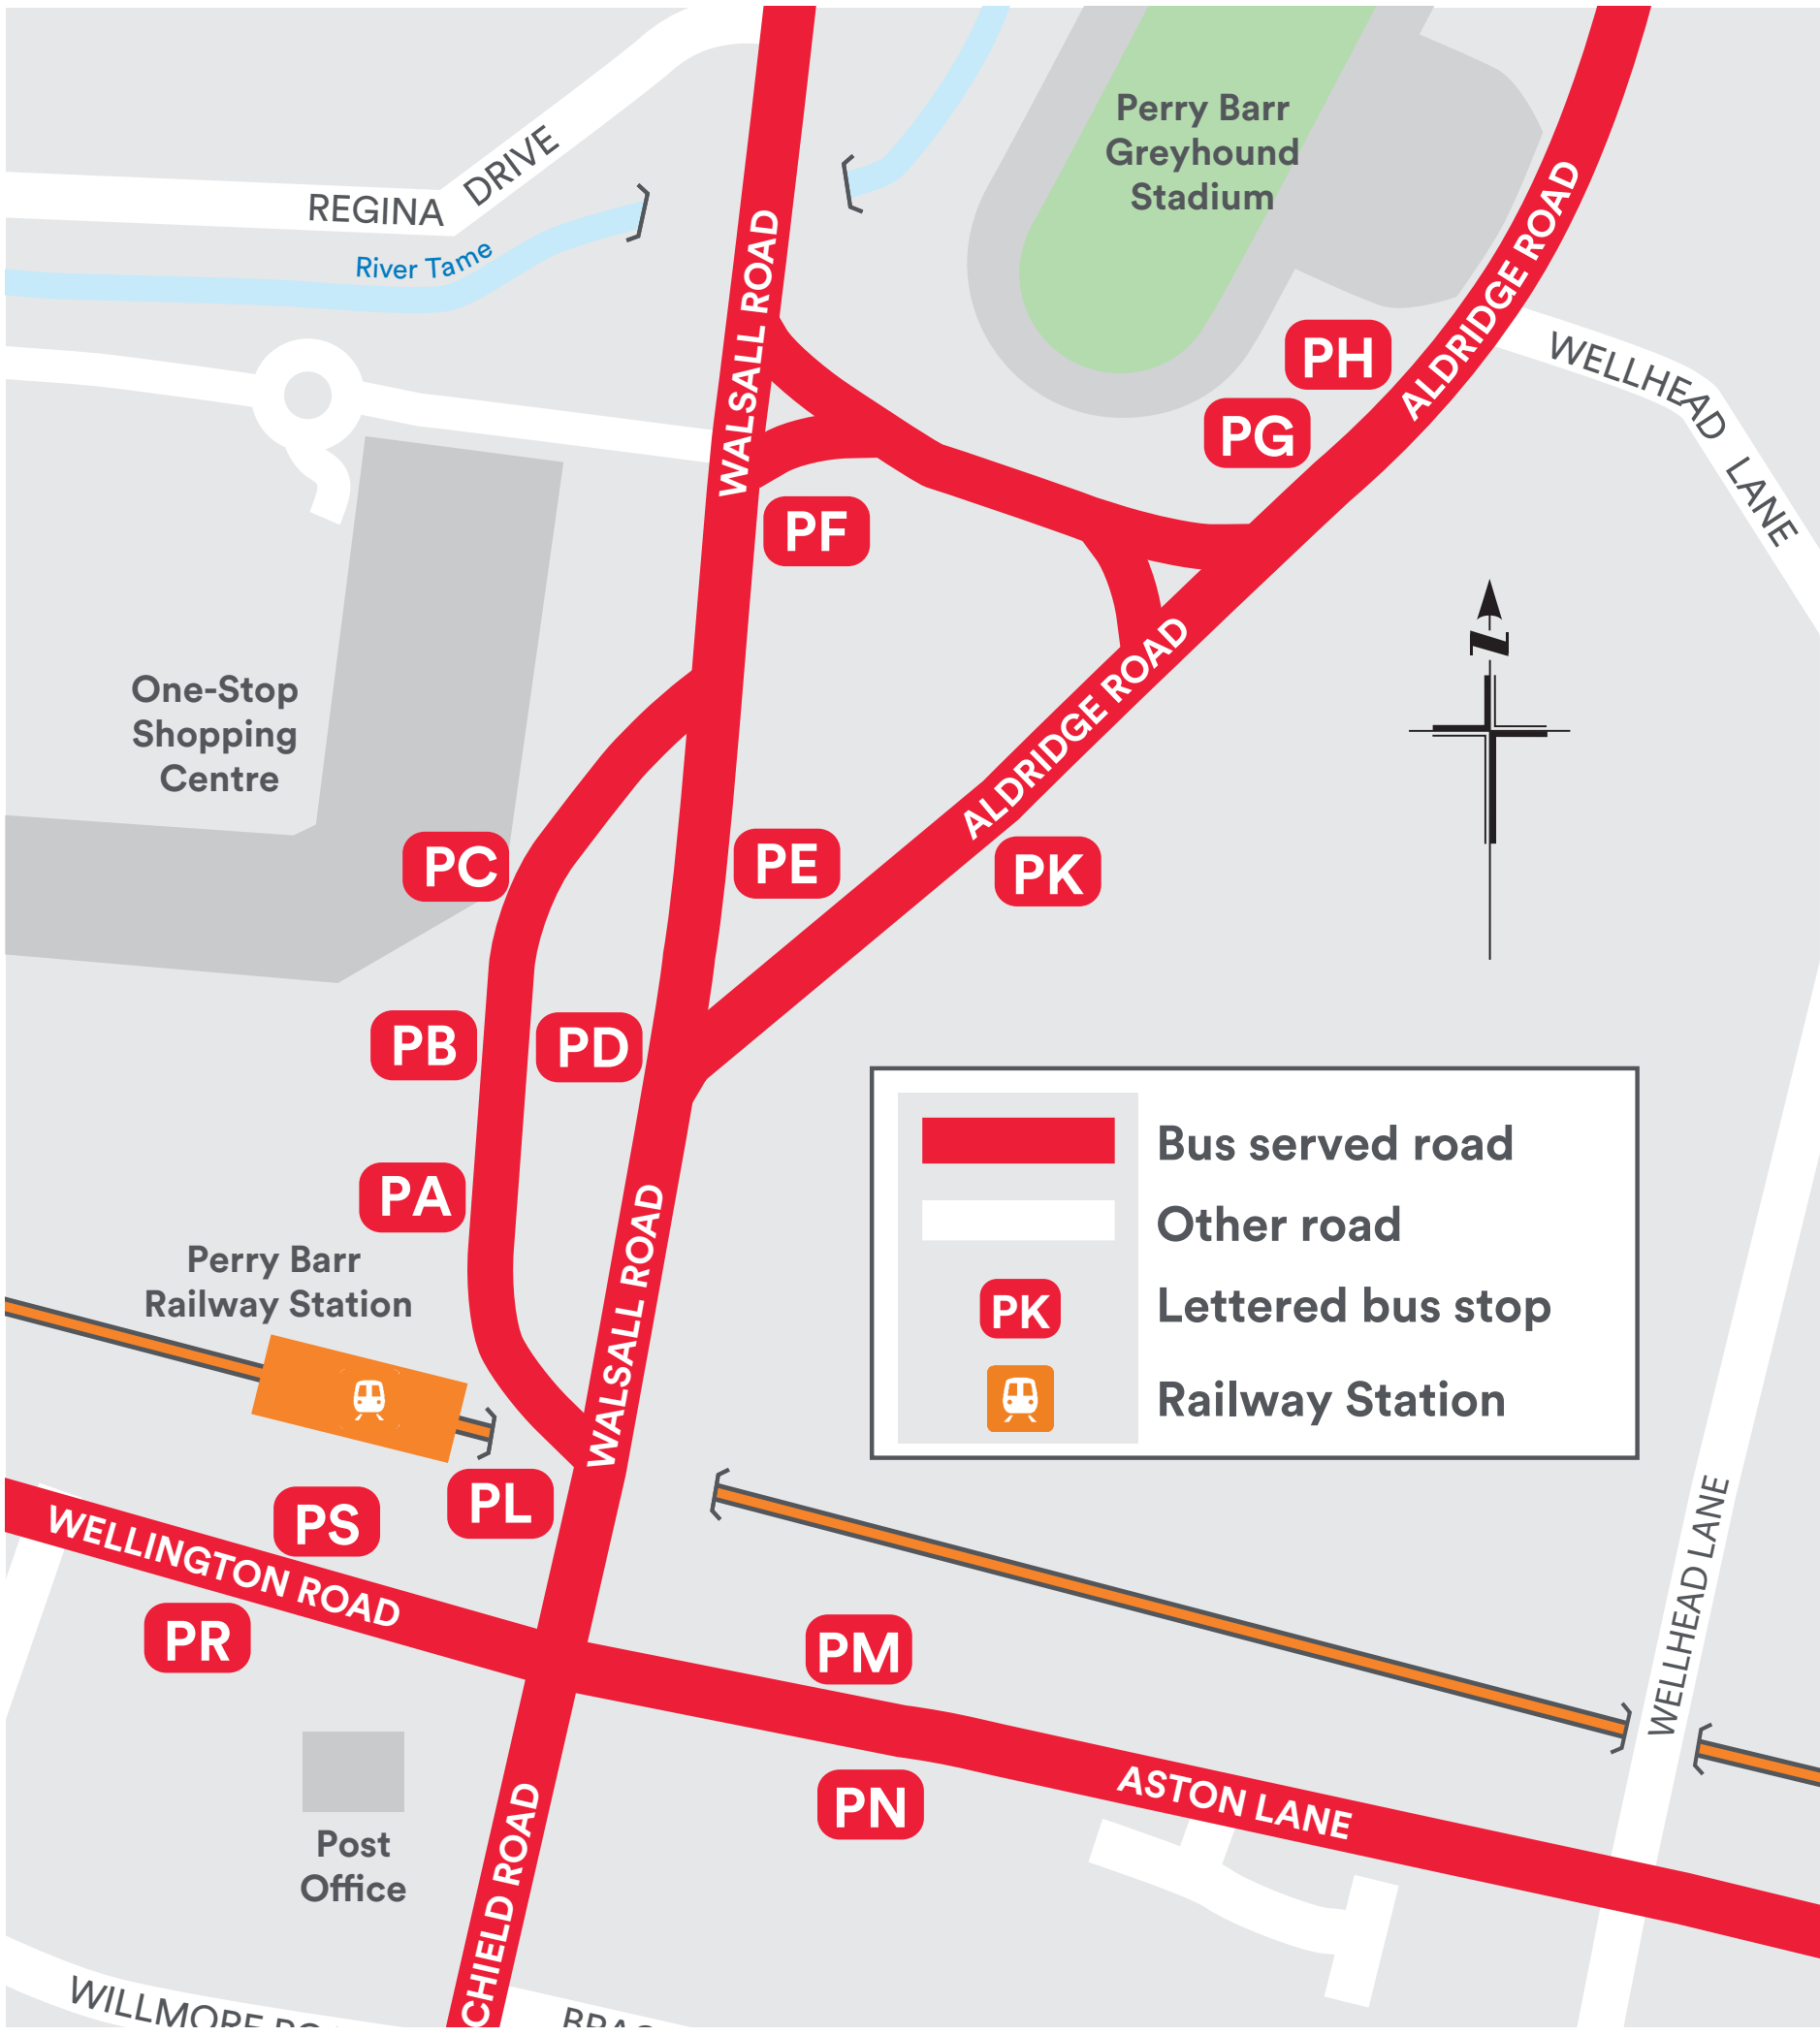 Perry Barr
Greyhound
Stadium
REGINA DRIVE
River Tame
WALSALL ROAD
ALDRIDGE ROAD
WELLHEAD LANE
PH
PG
PF
N
One-Stop
Shopping
Centre
ALDRIDGE ROAD
PC
PE
PK
PB
PD
PA
WALSALL ROAD
Perry Barr
Railway Station
Bus served road
Other road
PK
Lettered bus stop
Railway Station
PL
PS
WELLINGTON ROAD
PR
PM
WELLHEAD LANE
PN
ASTON LANE
Post
Office
CHIELD ROAD
WILLMORE